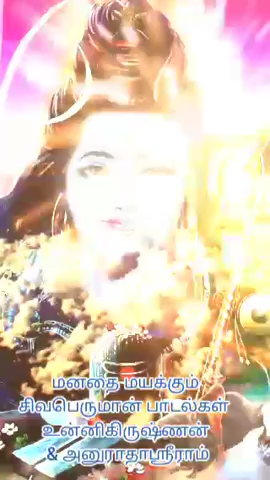 மனதை மயக்கும்
சிவபெருமான் பாடல்கள்
உன்னிகிருஷ்ணன்
& அனுராதாஸ்ரீராம்